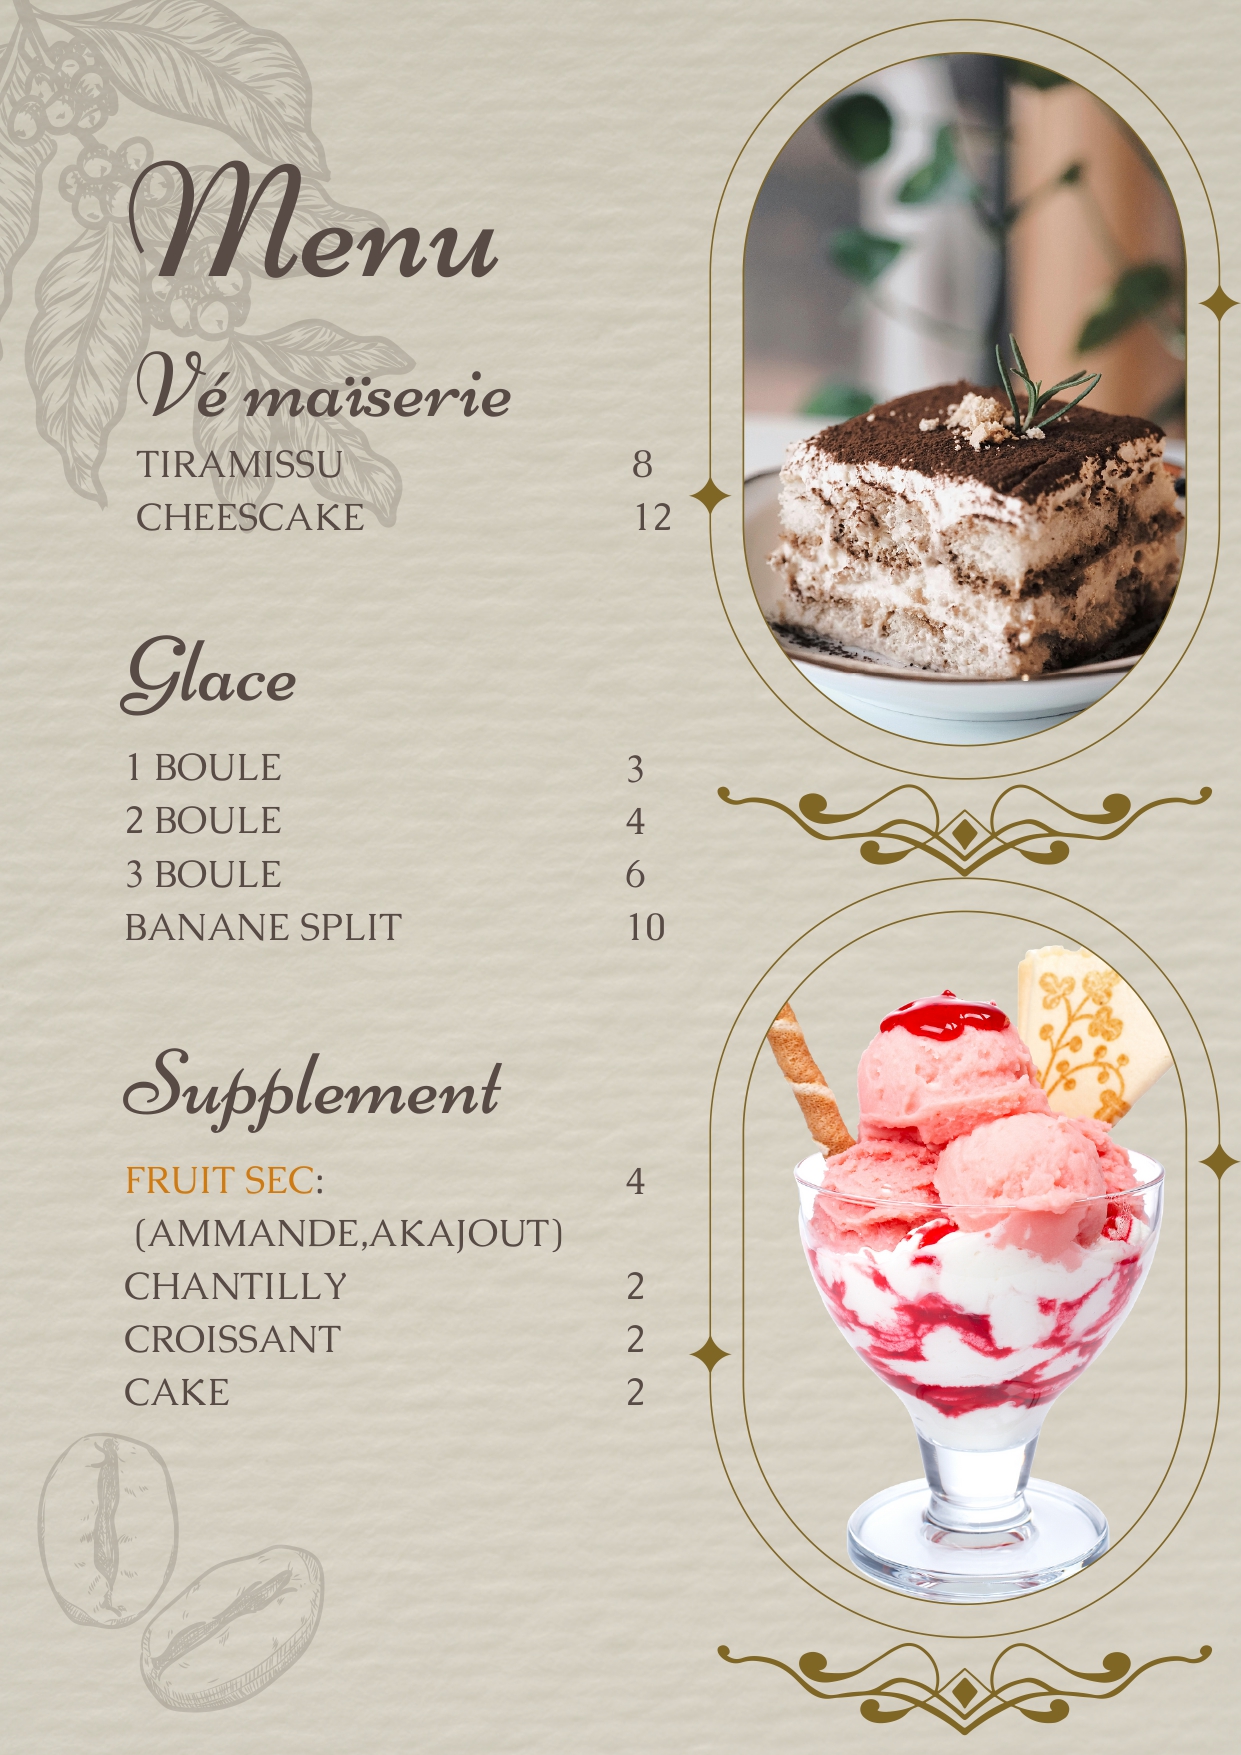 Menu
Vé maïserie
TIRAMISSU 8
CHEESCAKE 12
Glace
1 BOULE 3
2 BOULE 4
3 BOULE 6
BANANE SPLIT 10
Supplement
FRUIT SEC: 4
(AMMANDE,AKAJOUT)
CHANTILLY 2
CROISSANT 2
CAKE 2